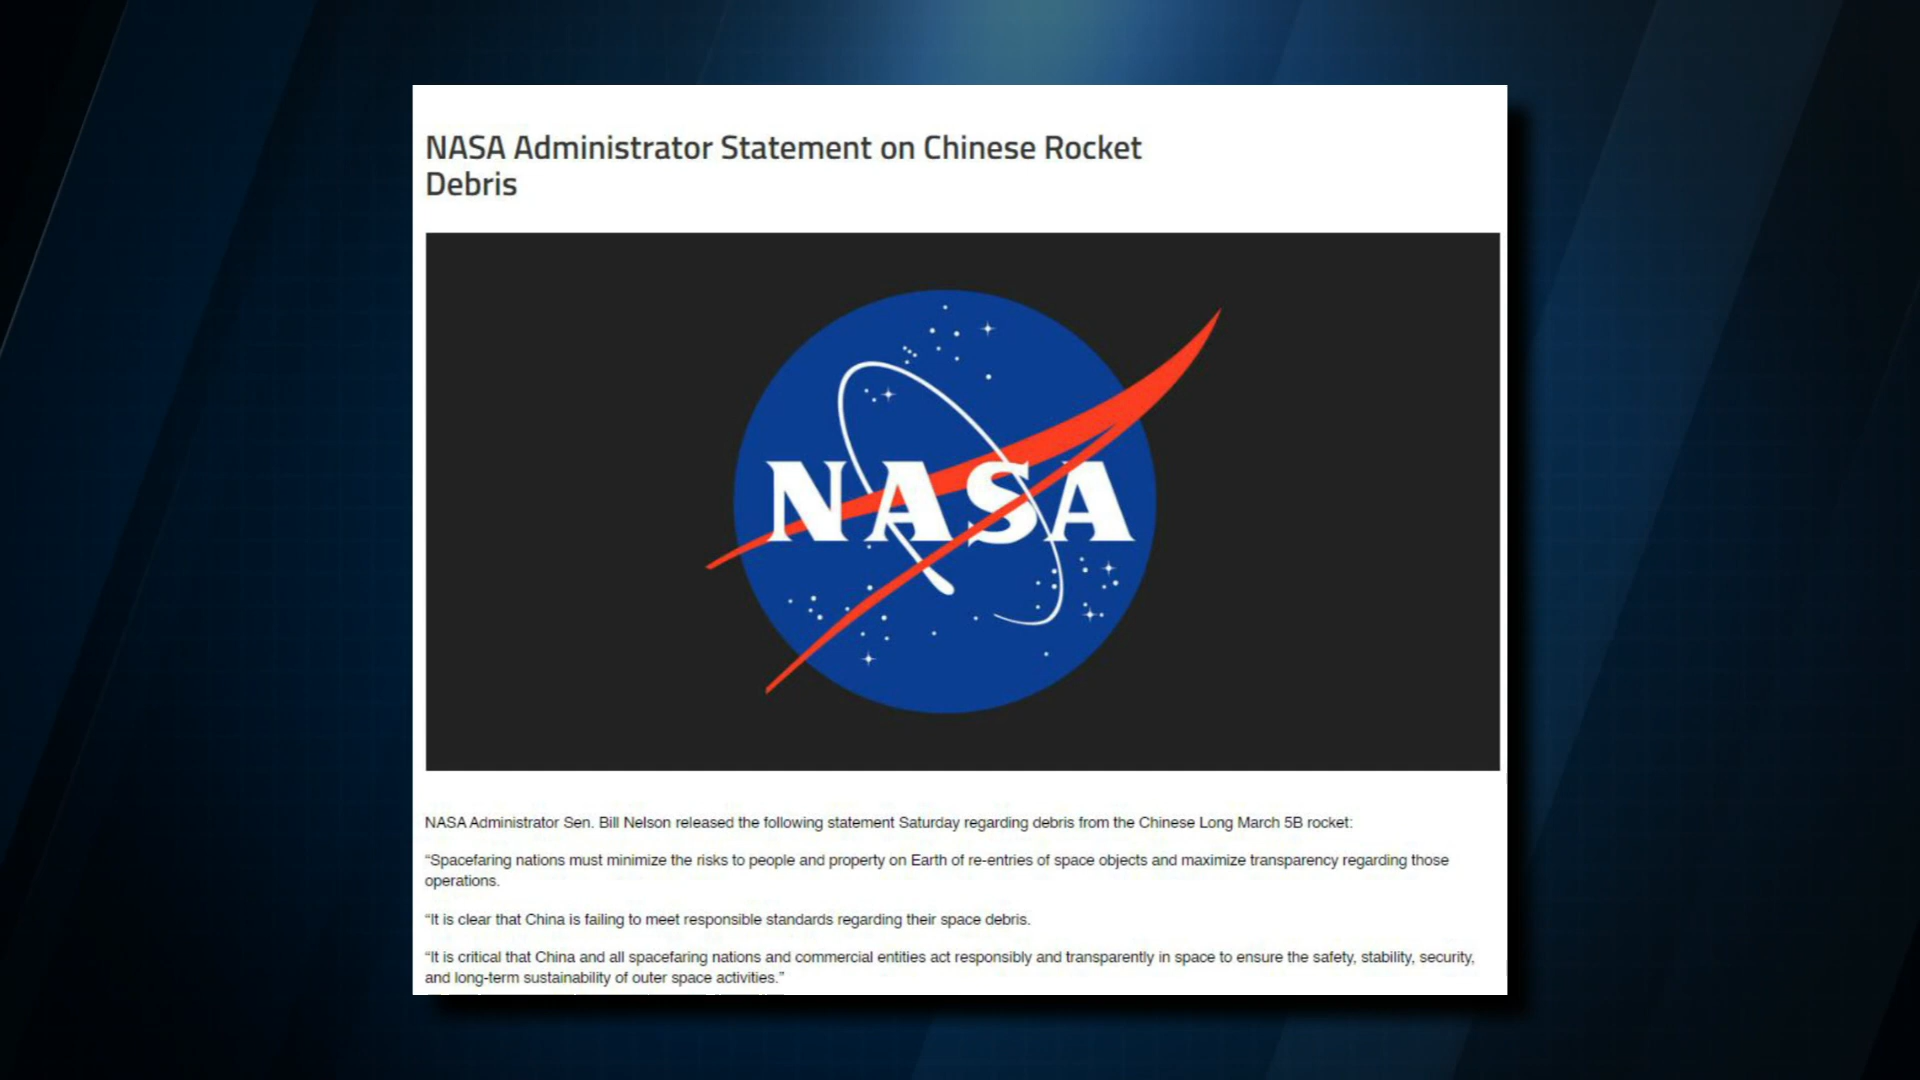 NASA Administrator Statement on Chinese Rocket
Debris
NASA
NASA Administrator Sen. Bill Nelson released the following statement Saturday regarding debris from the Chinese Long March 5B rocket:
“Spacefaring nations must minimize the risks to people and property on Earth of re-entries of space objects and maximize transparency regarding those
operations.
“It is clear that China is failing to meet responsible standards regarding their space debris.
“It is critical that China and all spacefaring nations and commercial entities act responsibly and transparently in space to ensure the safety, stability, security,
and long-term sustainability of outer space activities.”